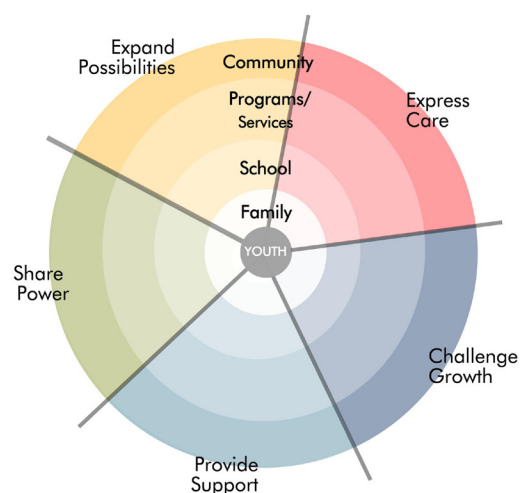 Expand
Possibilities
Community
Programs/
Services
School
Family
YOUTH
Express
Care
Share
Power
Challenge
Growth
Provide
Support